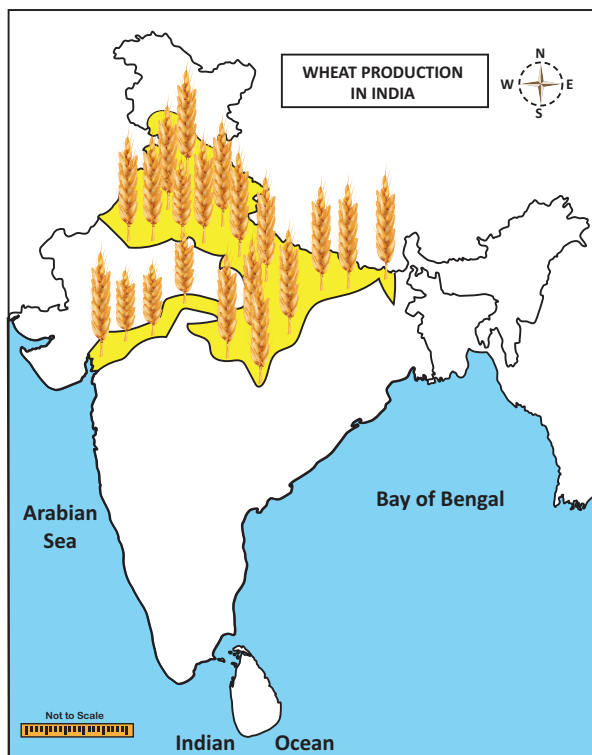 WHEAT PRODUCTION
IN INDIA
N
W E
S
Arabian
Sea
Bay of Bengal
Not to Scale
Indian Ocean